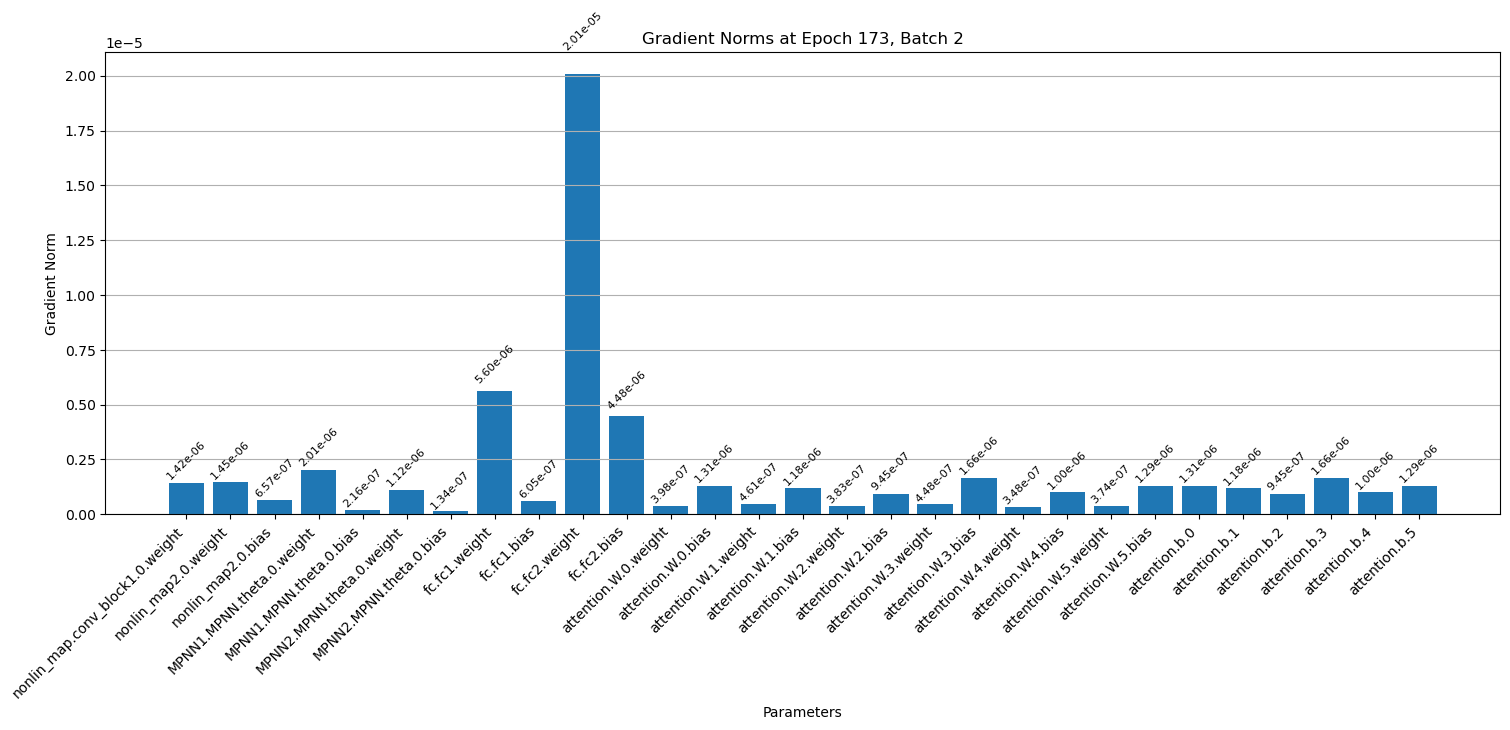 Gradient Norms at Epoch 173, Batch 2
1e−5
2.00
1.75
1.50
1.25
1.00
0.75
0.50
0.25
0.00
Gradient Norm
1.42e-06
1.45e-06
6.57e-07
2.01e-06
2.16e-07
1.12e-06
1.34e-07
5.60e-06
6.05e-07
2.01e-05
4.48e-06
3.98e-07
1.31e-06
4.61e-07
1.18e-06
3.83e-07
9.45e-07
4.48e-07
1.66e-06
3.48e-07
1.00e-06
3.74e-07
1.29e-06
1.31e-06
1.18e-06
9.45e-07
1.66e-06
1.00e-06
1.29e-06
nonlin_map.conv_block1.0.weight
nonlin_map2.0.weight
nonlin_map2.0.bias
MPNN1.MPNN.theta.0.weight
MPNN1.MPNN.theta.0.bias
MPNN2.MPNN.theta.0.weight
MPNN2.MPNN.theta.0.bias
fc.fc1.weight
fc.fc1.bias
fc.fc2.weight
fc.fc2.bias
attention.W.0.weight
attention.W.0.bias
attention.W.1.weight
attention.W.1.bias
attention.W.2.weight
attention.W.2.bias
attention.W.3.weight
attention.W.3.bias
attention.W.4.weight
attention.W.4.bias
attention.W.5.weight
attention.W.5.bias
attention.b.0
attention.b.1
attention.b.2
attention.b.3
attention.b.4
attention.b.5
Parameters